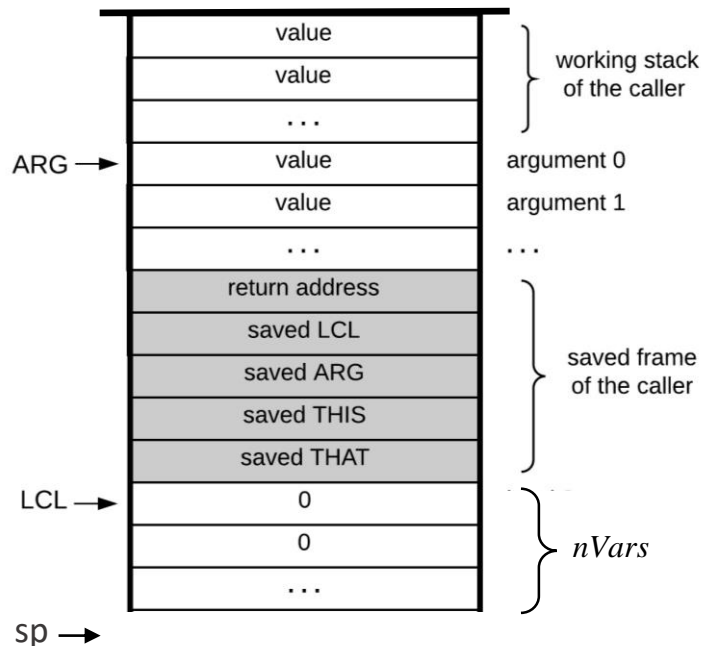 value
value
. . .
working stack
of the caller
ARG
value
argument 0
value
argument 1
. . .
. . .
return address
saved LCL
saved ARG
saved THIS
saved THAT
saved frame
of the caller
LCL
0
0
. . .
nVars
sp